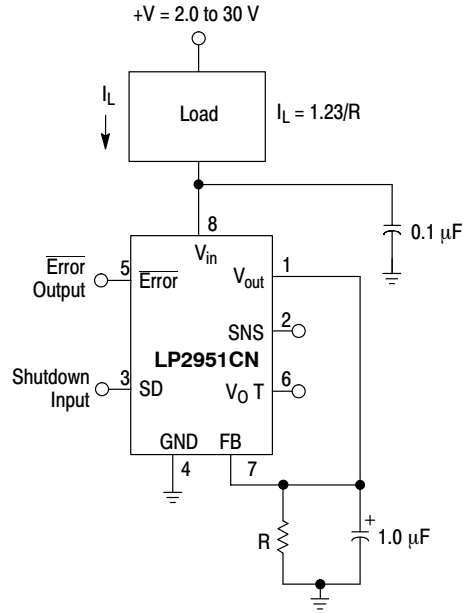 +V = 2.0 to 30 V
I_L
Load
I_L = 1.23/R
8
0.1 μF
V_in
Error
Output
5
Error
V_out
1
SNS
2
LP2951CN
Shutdown
Input
3
SD
V_O T
6
GND
FB
4
7
R
+
1.0 μF